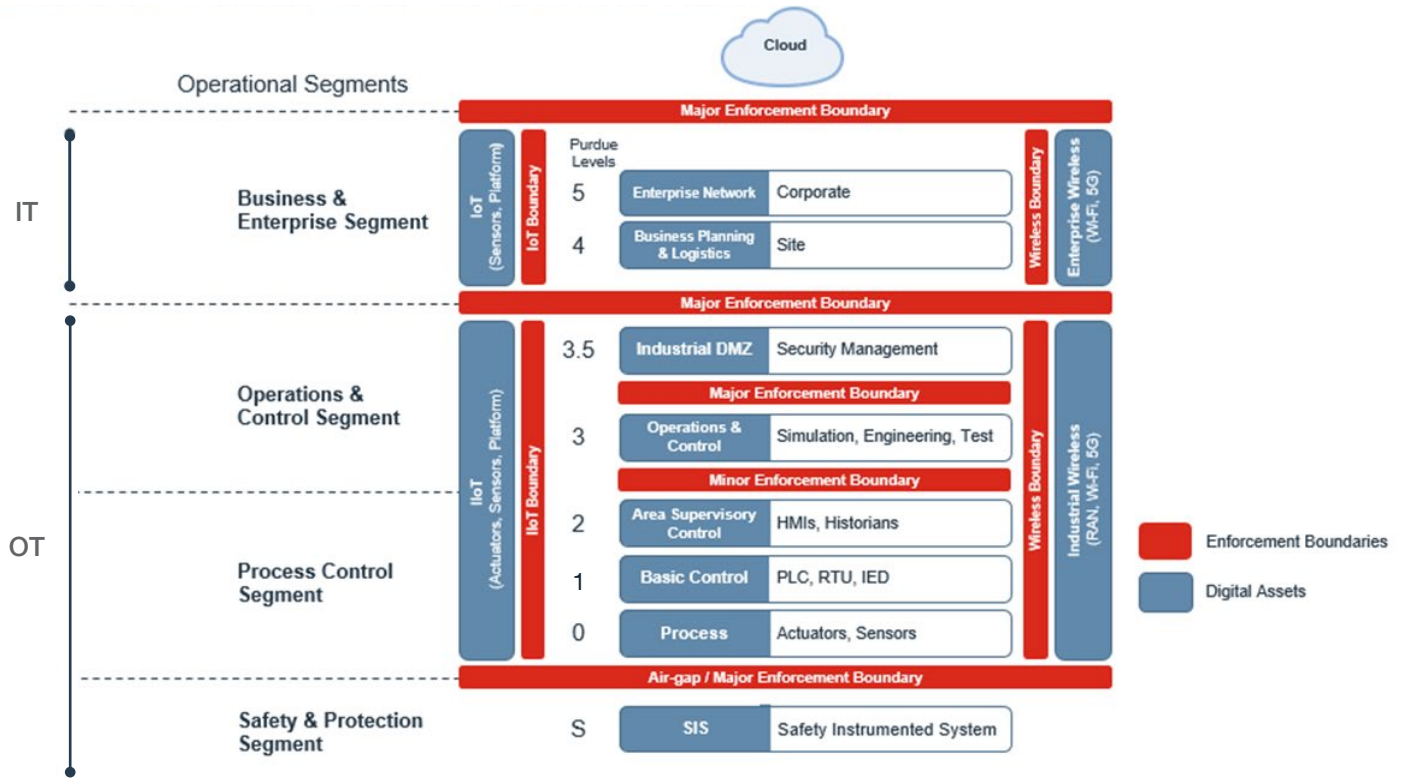 Cloud
Operational Segments
Major Enforcement Boundary
IT
Business &
Enterprise Segment
IoT
(Sensors, Platform)
IoT Boundary
Purdue
Levels
5
Enterprise Network
Corporate
4
Business Planning
& Logistics
Site
Wireless Boundary
Enterprise Wireless
(Wi-Fi, 5G)
Major Enforcement Boundary
OT
Operations &
Control Segment
Process Control
Segment
IIoT
(Actuators, Sensors, Platform)
IIoT Boundary
3.5
Industrial DMZ
Security Management
Major Enforcement Boundary
3
Operations &
Control
Simulation, Engineering, Test
Minor Enforcement Boundary
2
Area Supervisory
Control
HMIs, Historians
1
Basic Control
PLC, RTU, IED
0
Process
Actuators, Sensors
Wireless Boundary
Industrial Wireless
(RAN, Wi-Fi, 5G)
Enforcement Boundaries
Digital Assets
Air-gap / Major Enforcement Boundary
Safety & Protection
Segment
S
SIS
Safety Instrumented System